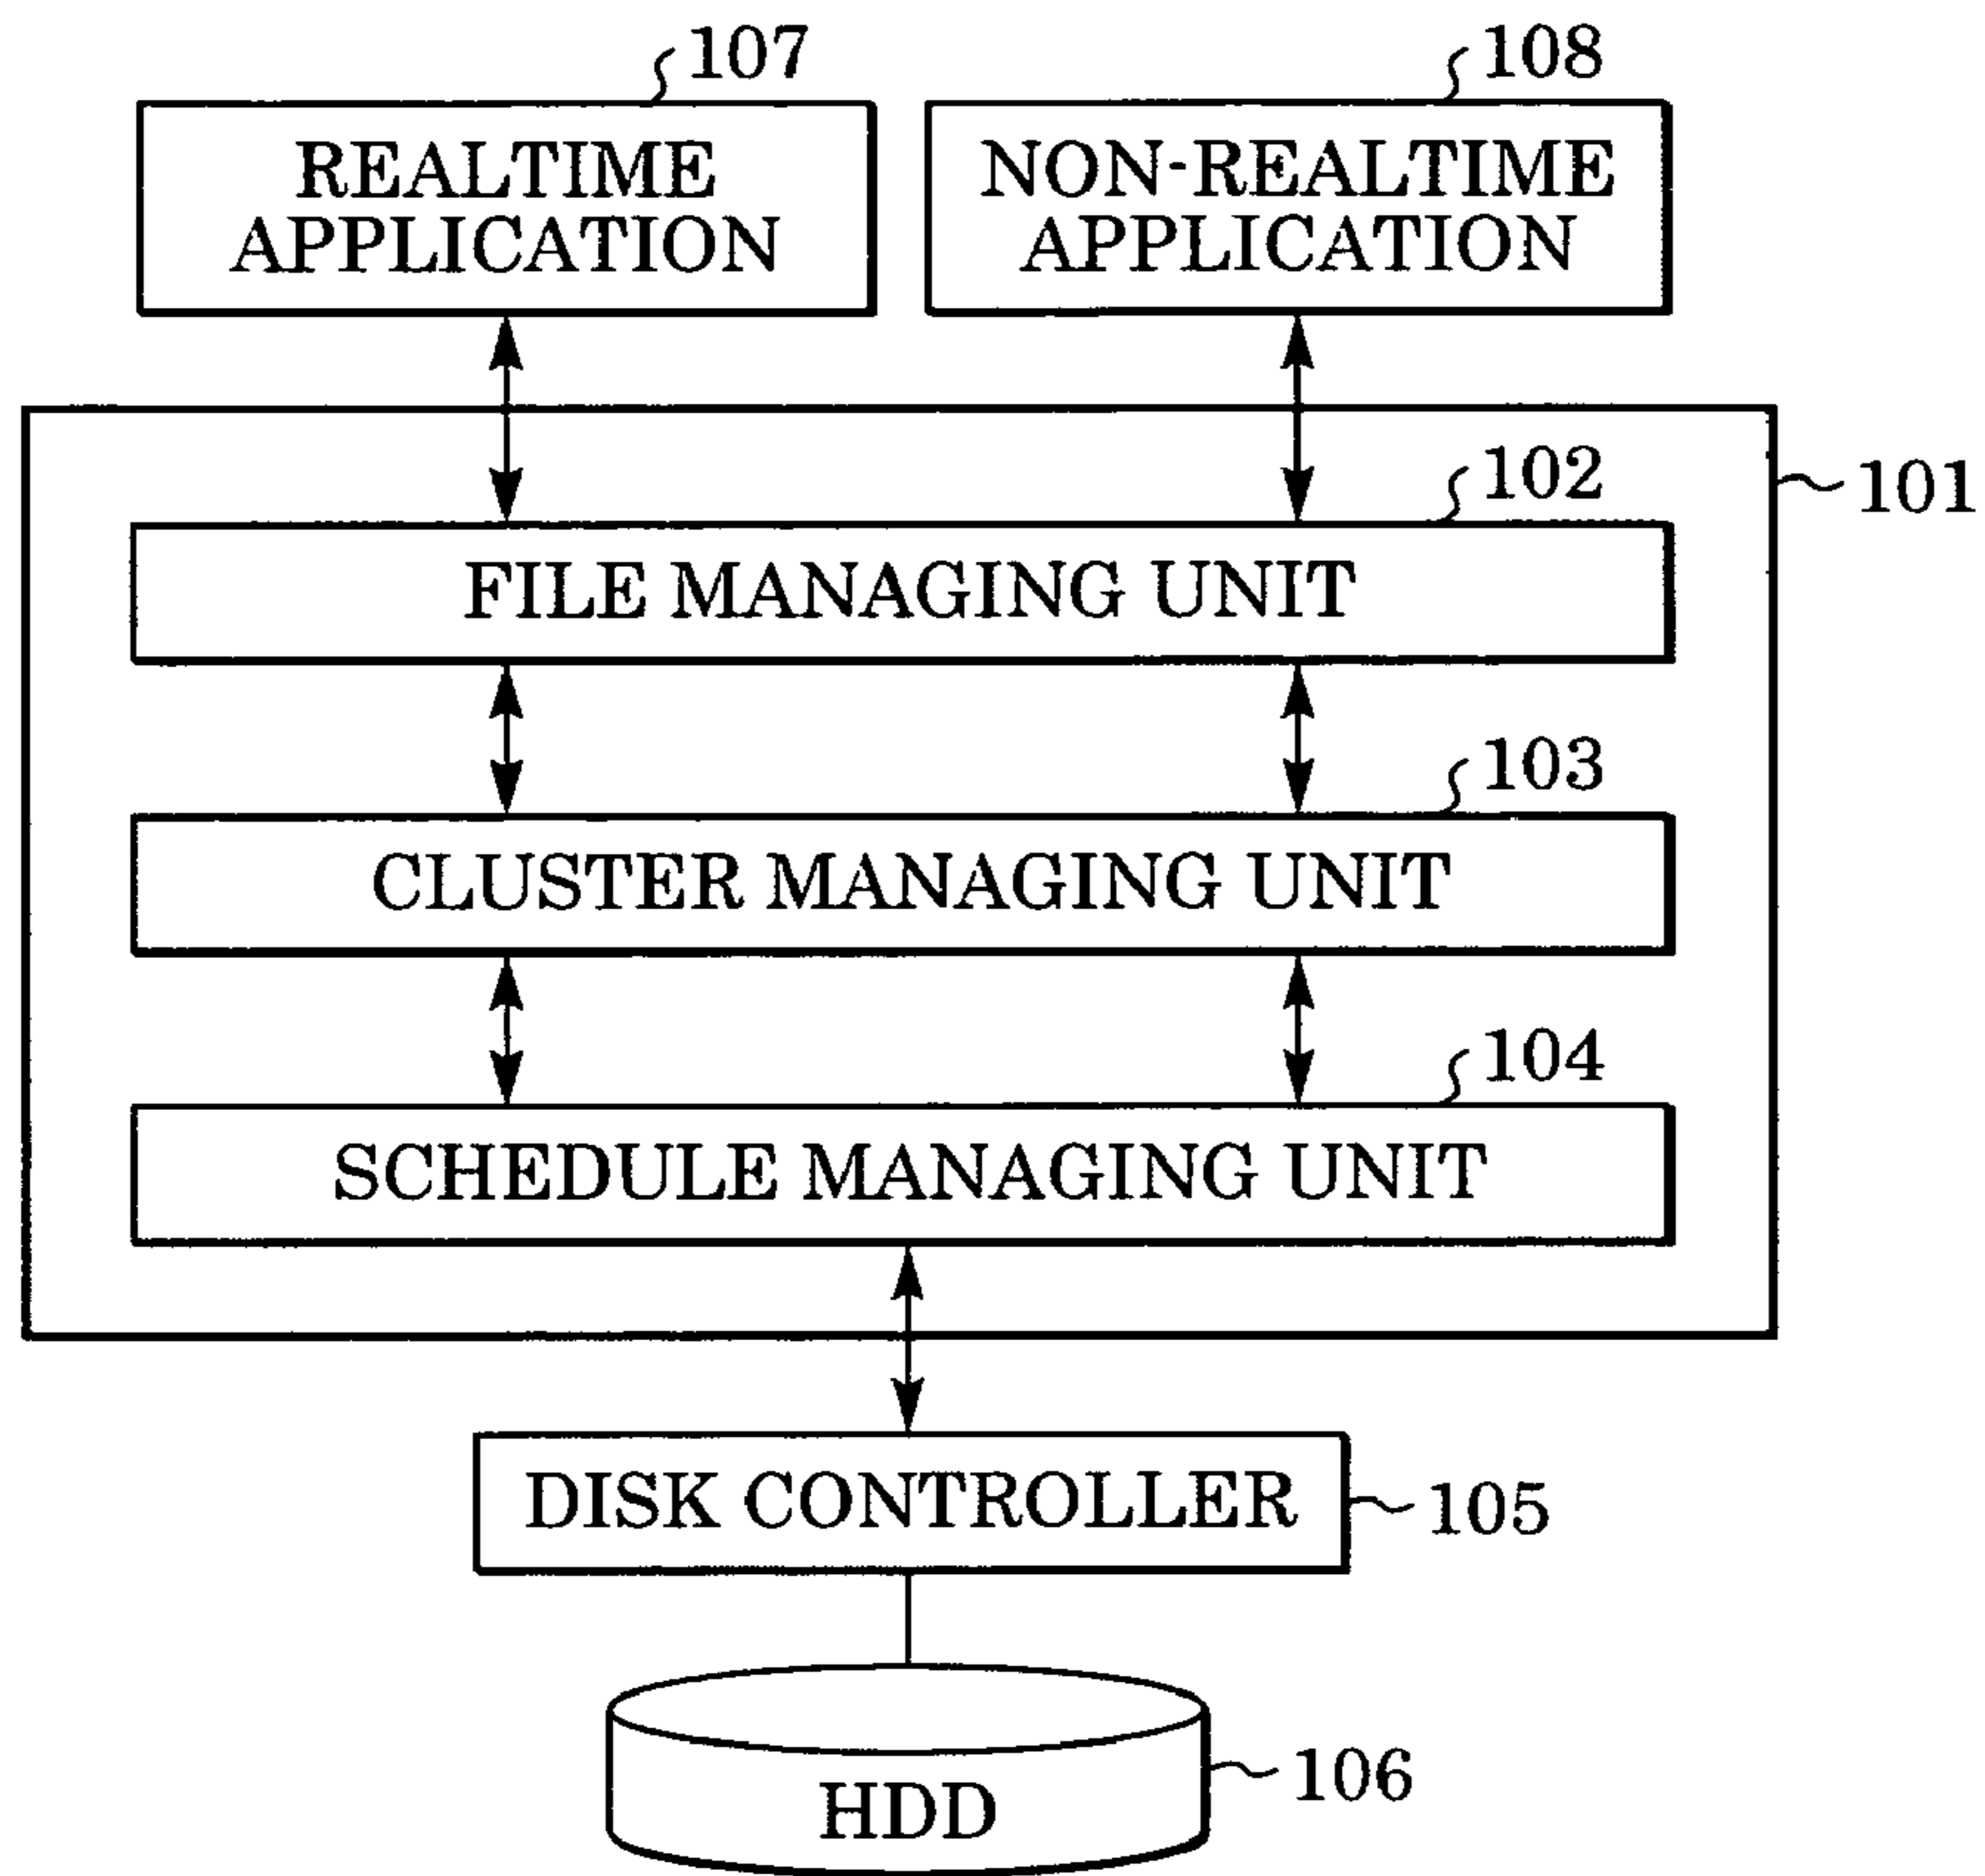 107
108
REALTIME
APPLICATION
NON-REALTIME
APPLICATION
102
101
FILE MANAGING UNIT
103
CLUSTER MANAGING UNIT
104
SCHEDULE MANAGING UNIT
DISK CONTROLLER
105
HDD
106